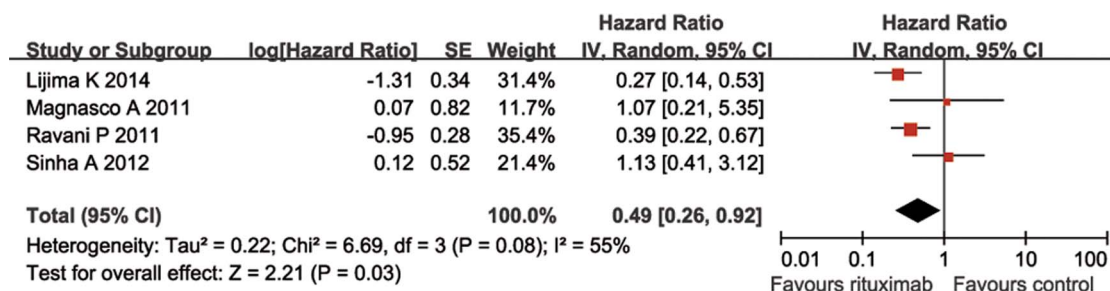 Hazard Ratio Hazard Ratio
Study or Subgroup log[Hazard Ratio] SE Weight IV, Random, 95% CI IV, Random, 95% CI
Lijima K 2014 -1.31 0.34 31.4% 0.27 [0.14, 0.53]
Magnasco A 2011 0.07 0.82 11.7% 1.07 [0.21, 5.35]
Ravani P 2011 -0.95 0.28 35.4% 0.39 [0.22, 0.67]
Sinha A 2012 0.12 0.52 21.4% 1.13 [0.41, 3.12]
Total (95% CI) 100.0% 0.49 [0.26, 0.92]
Heterogeneity: Tau² = 0.22; Chi² = 6.69, df = 3 (P = 0.08); I² = 55%
Test for overall effect: Z = 2.21 (P = 0.03)
0.01 0.1 1 10 100
Favours rituximab Favours control